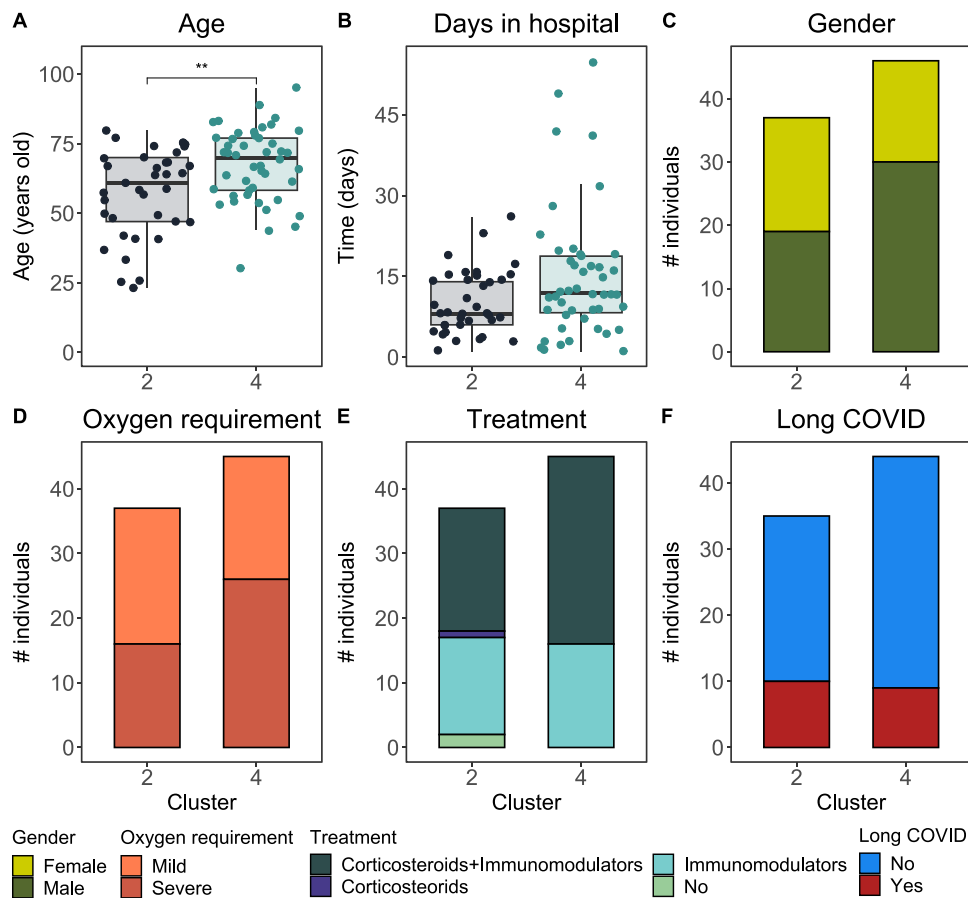 A Age
B Days in hospital
C Gender
Age (years old)
100
75
50
25
0
**
2 4
Time (days)
45
30
15
0
2 4
# individuals
40
30
20
10
0
2 4
D Oxygen requirement
E Treatment
F Long COVID
# individuals
40
30
20
10
0
2 4
Cluster
# individuals
40
30
20
10
0
2 4
Cluster
# individuals
40
30
20
10
0
2 4
Cluster
Gender
Female
Male
Oxygen requirement
Mild
Severe
Treatment
Corticosteroids+Immunomodulators
Corticosteorids
Immunomodulators
No
Long COVID
No
Yes